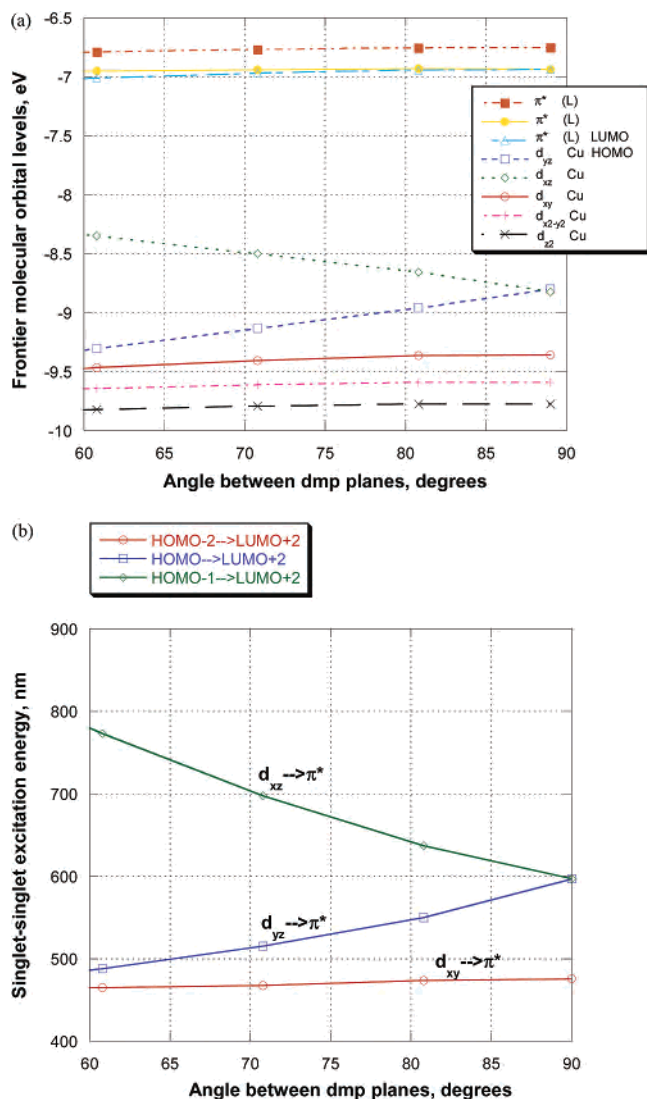 (a)
-6.5
-7
-7.5
-8
-8.5
-9
-9.5
-10
Frontier molecular orbital levels, eV
π* (L)
π* (L)
π* (L) LUMO
dyz Cu HOMO
dxz Cu
dxy Cu
dx2-y2 Cu
dz2 Cu
60 65 70 75 80 85 90
Angle between dmp planes, degrees
(b)
HOMO-2-->LUMO+2
HOMO-->LUMO+2
HOMO-1-->LUMO+2
900
800
700
600
500
400
Singlet-singlet excitation energy, nm
dxz-->π*
dyz-->π*
dxy-->π*
60 65 70 75 80 85 90
Angle between dmp planes, degrees